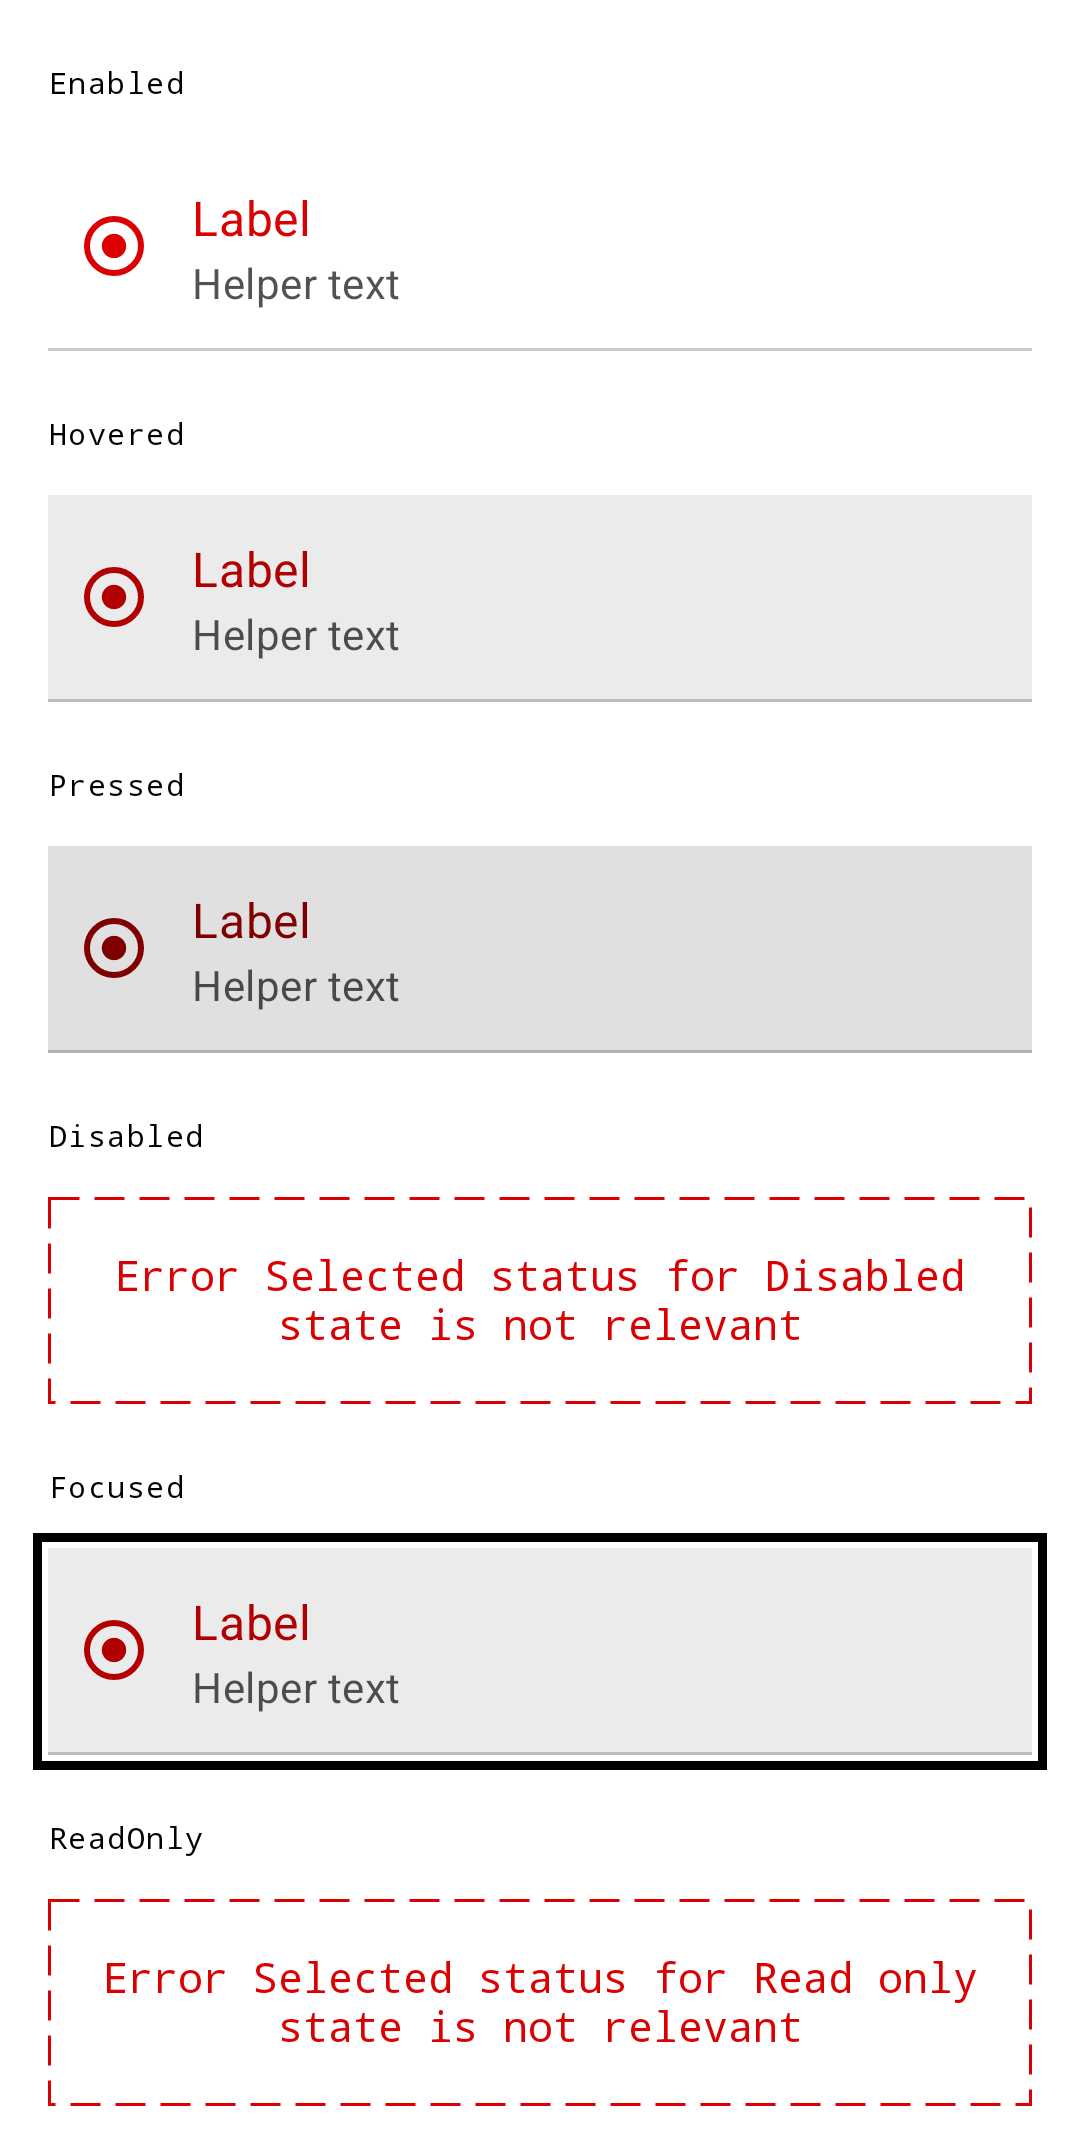 Enabled
Label
Helper text
Hovered
Label
Helper text
Pressed
Label
Helper text
Disabled
Error Selected status for Disabled
state is not relevant
Focused
Label
Helper text
ReadOnly
Error Selected status for Read only
state is not relevant